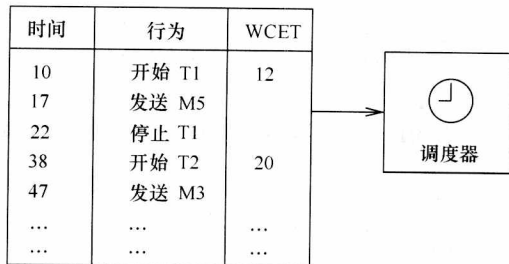 时间 行为 WCET
10 开始 T1 12
17 发送 M5
22 停止 T1
38 开始 T2 20
47 发送 M3
… … …
… … …
调度器